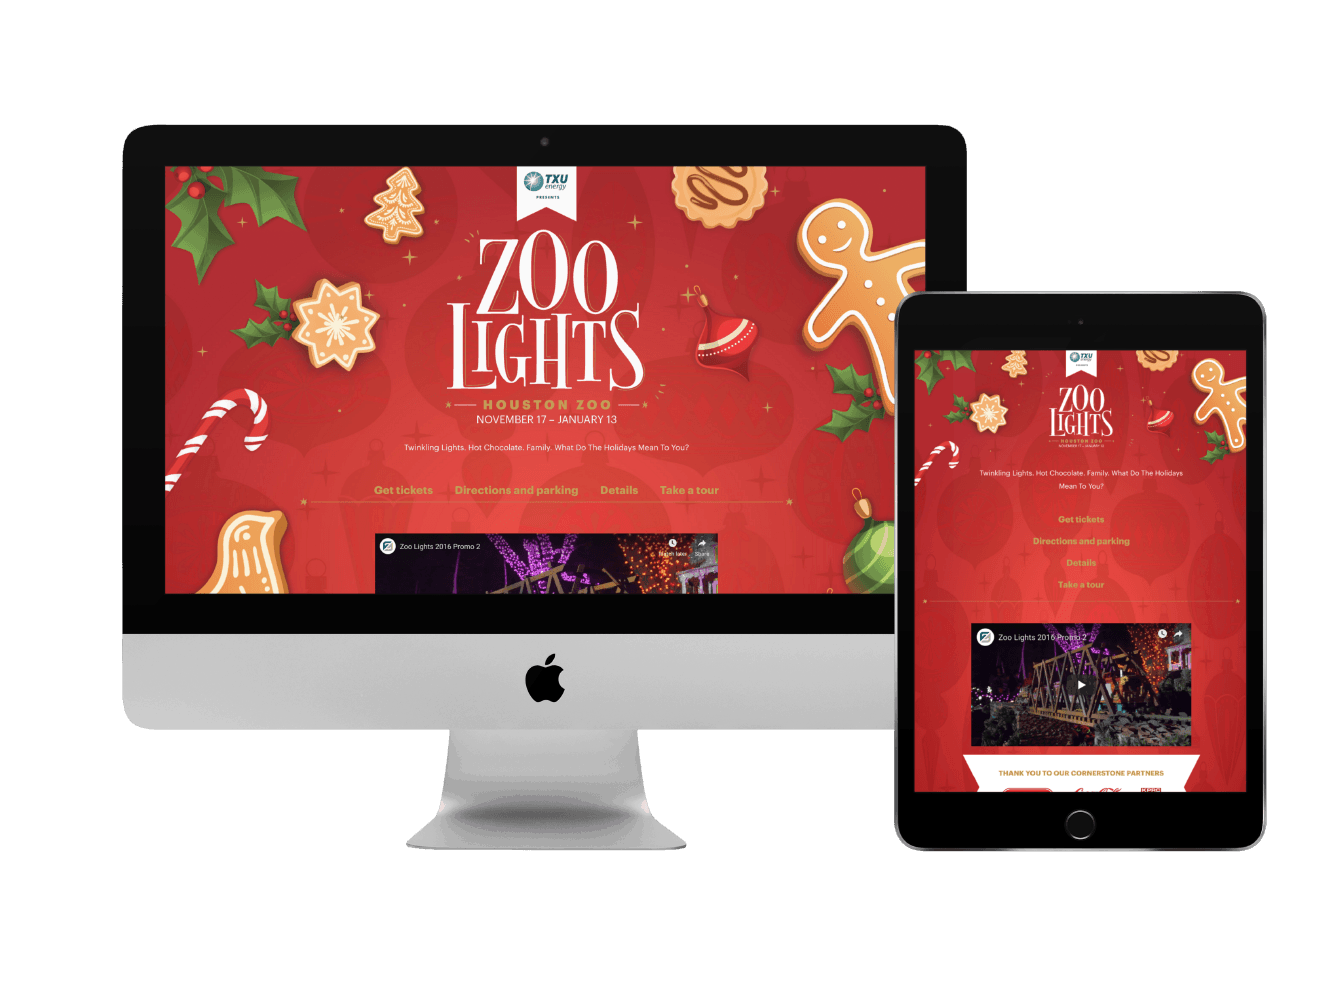 TXU
energy
PRESENTS
ZOO
LIGHTS
HOUSTON ZOO
NOVEMBER 17 – JANUARY 13
Twinkling Lights. Hot Chocolate. Family. What Do The Holidays Mean To You?
Get tickets Directions and parking Details Take a tour
Zoo Lights 2016 Promo 2
Watch later Share
TXU
energy
PRESENTS
ZOO
LIGHTS
HOUSTON ZOO
NOVEMBER 17 – JANUARY 13
Twinkling Lights. Hot Chocolate. Family. What Do The Holidays
Mean To You?
Get tickets
Directions and parking
Details
Take a tour
Zoo Lights 2016 Promo 2
THANK YOU TO OUR CORNERSTONE PARTNERS